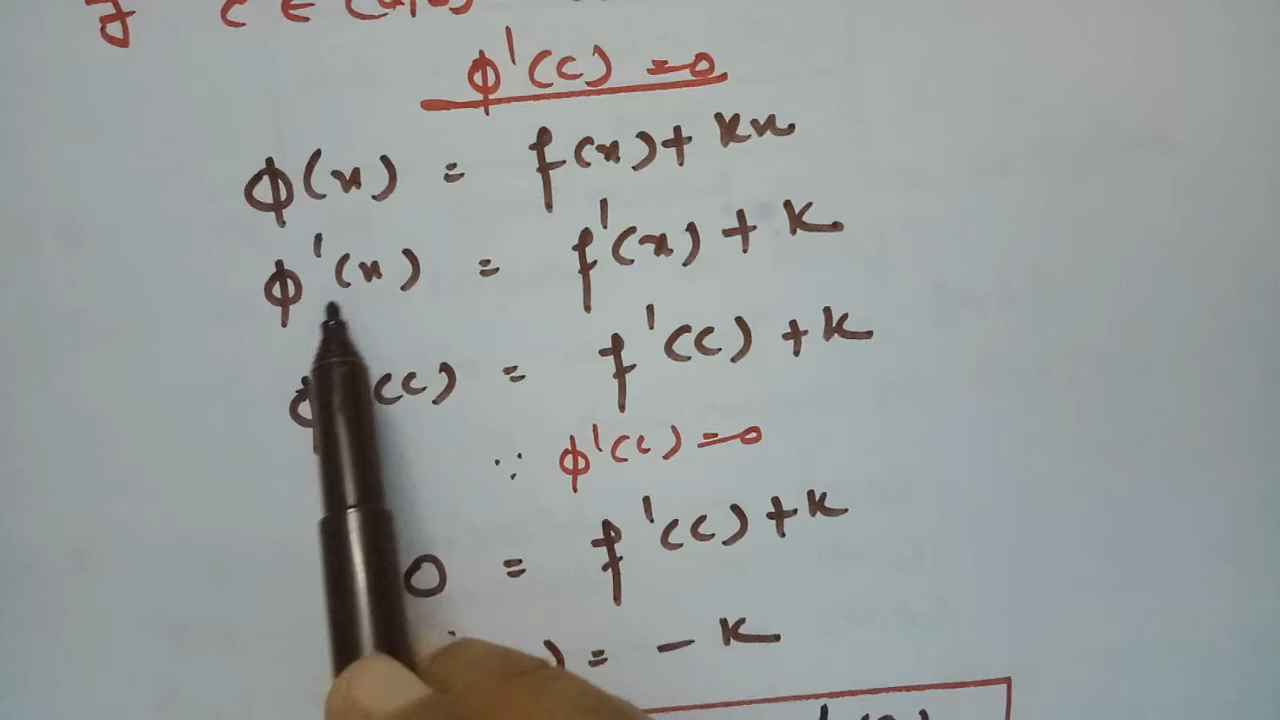 c ∈ (a,b)
ϕ'(c) = 0
ϕ(x) = f(x) + kx
ϕ'(x) = f'(x) + k
(c) = f'(c) + k
∵ ϕ'(c) = 0
0 = f'(c) + k
) = - k